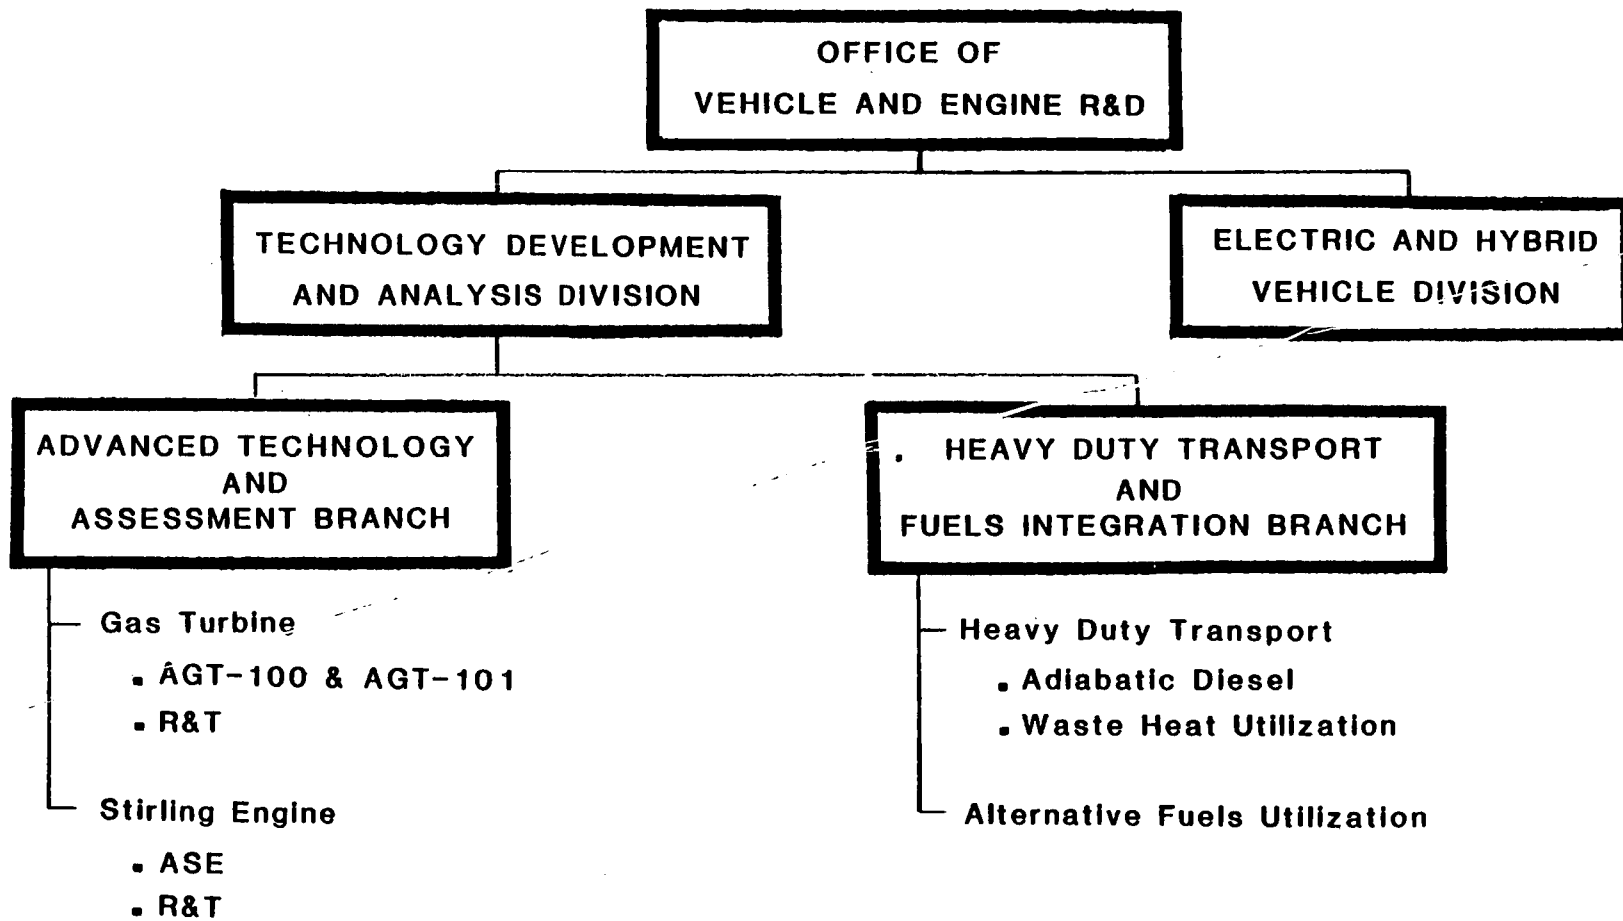 OFFICE OF
VEHICLE AND ENGINE R&D
TECHNOLOGY DEVELOPMENT
AND ANALYSIS DIVISION
ELECTRIC AND HYBRID
VEHICLE DIVISION
ADVANCED TECHNOLOGY
AND
ASSESSMENT BRANCH
HEAVY DUTY TRANSPORT
AND
FUELS INTEGRATION BRANCH
Gas Turbine
▪ AGT-100 & AGT-101
▪ R&T
Stirling Engine
▪ ASE
▪ R&T
Heavy Duty Transport
▪ Adiabatic Diesel
▪ Waste Heat Utilization
Alternative Fuels Utilization